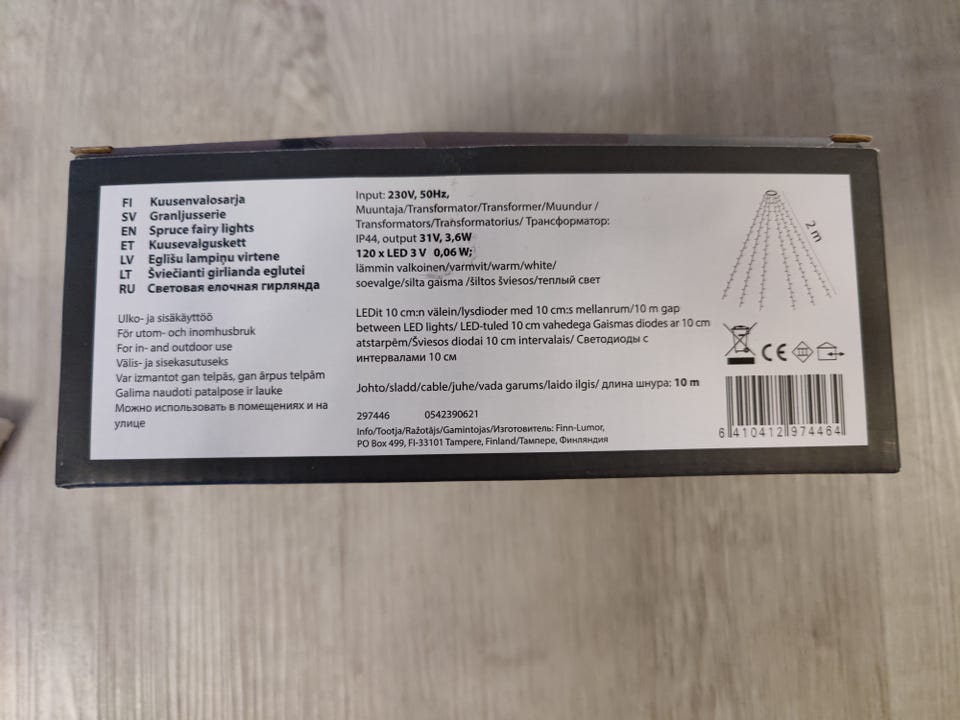 FI Kuusenvalosarja
SV Granljusserie
EN Spruce fairy lights
ET Kuusevalguskett
LV Eglīšu lampiņu virtene
LT Šviečianti girlianda eglutei
RU Световая елочная гирлянда
Ulko- ja sisäkäyttöö
För utom- och inomhusbruk
For in- and outdoor use
Välis- ja sisekasutuseks
Var izmantot gan telpās, gan ārpus telpām
Galima naudoti patalpose ir lauke
Можно использовать в помещениях и на
улице
Input: 230V, 50Hz,
Muuntaja/Transformator/Transformer/Muundur /
Transformators/Transformatorius/ Трансформатор:
IP44, output 31V, 3,6W
120 x LED 3 V 0,06 W;
lämmin valkoinen/varmvit/warm/white/
soevalge/silta gaisma /šiltos šviesos/теплый свет
LEDit 10 cm:n välein/lysdioder med 10 cm:s mellanrum/10 m gap
between LED lights/ LED-tuled 10 cm vahedega Gaismas diodes ar 10 cm
atstarpēm/Šviesos diodai 10 cm intervalais/ Светодиоды с
интервалами 10 см
Johto/sladd/cable/juhe/vada garums/laido ilgis/ длина шнура: 10 m
297446 0542390621
Info/Tootja/Ražotājs/Gamintojas/Изготовитель: Finn-Lumor,
PO Box 499, FI-33101 Tampere, Finland/Тампере, Финляндия
2 m
CE
6 410412 974464